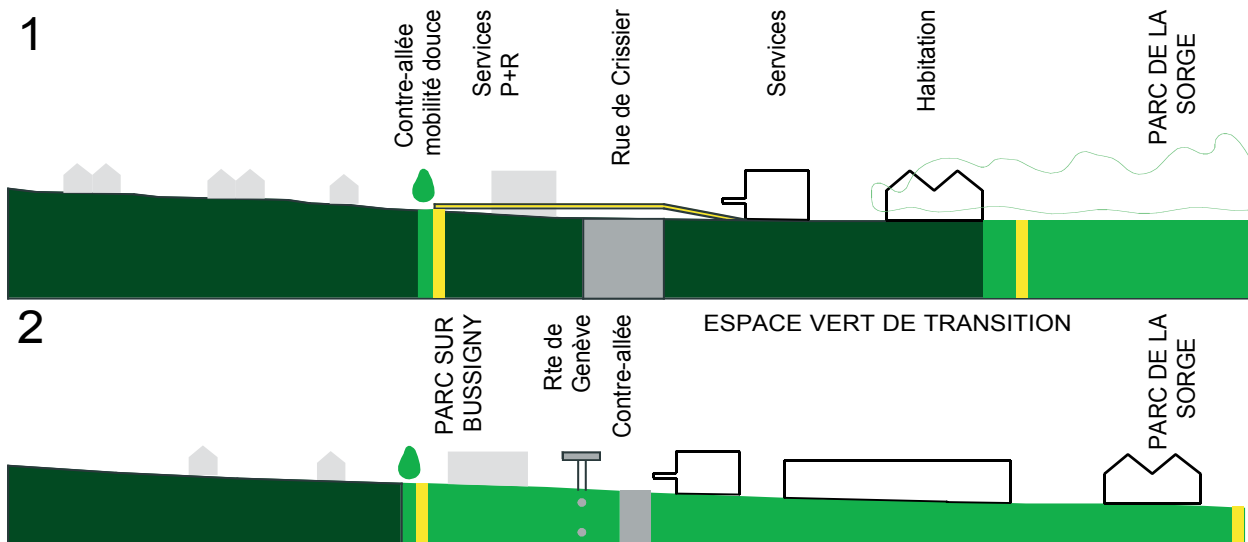 1
Contre-allée
mobilité douce
Services
P+R
Rue de Crissier
Services
Habitation
PARC DE LA
SORGE
2
PARC SUR
BUSSIGNY
Rte de
Genève
Contre-allée
ESPACE VERT DE TRANSITION
PARC DE LA
SORGE